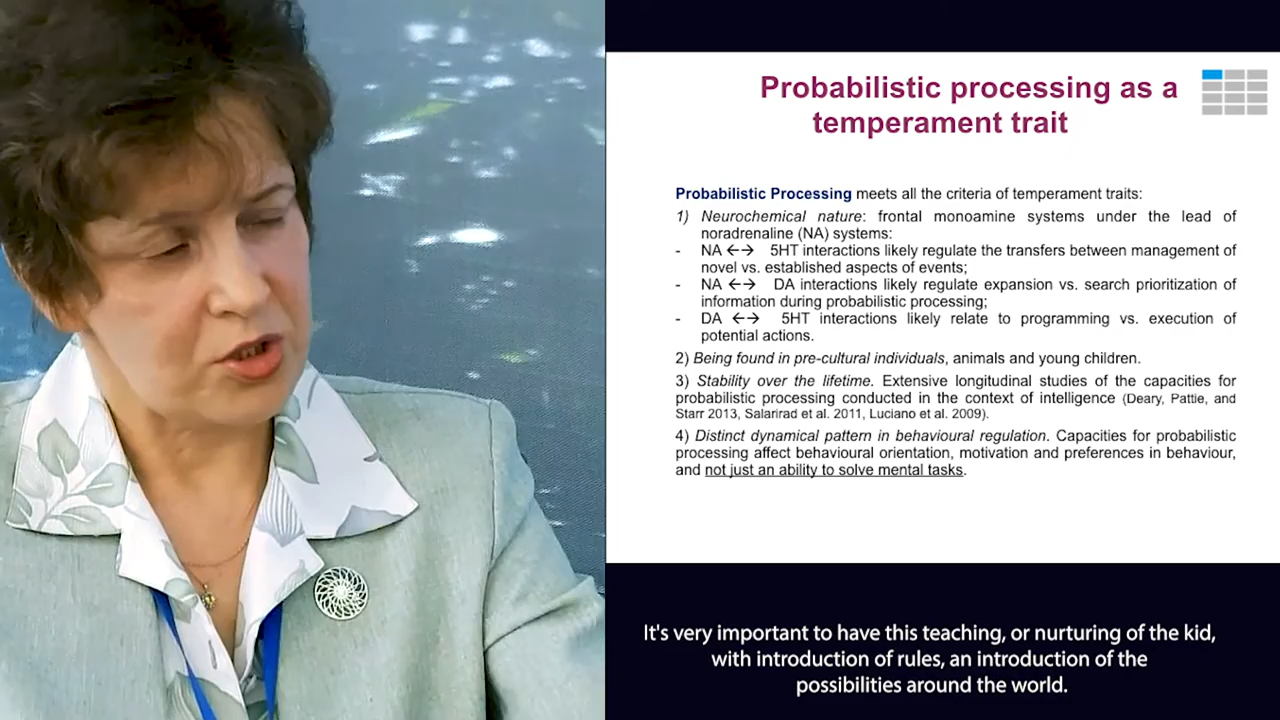 Probabilistic processing as a
temperament trait
Probabilistic Processing meets all the criteria of temperament traits:
1) Neurochemical nature: frontal monoamine systems under the lead of
noradrenaline (NA) systems:
- NA ←→ 5HT interactions likely regulate the transfers between management of
novel vs. established aspects of events;
- NA ←→ DA interactions likely regulate expansion vs. search prioritization of
information during probabilistic processing;
- DA ←→ 5HT interactions likely relate to programming vs. execution of
potential actions.
2) Being found in pre-cultural individuals, animals and young children.
3) Stability over the lifetime. Extensive longitudinal studies of the capacities for
probabilistic processing conducted in the context of intelligence (Deary, Pattie, and
Starr 2013, Salarirad et al. 2011, Luciano et al. 2009).
4) Distinct dynamical pattern in behavioural regulation. Capacities for probabilistic
processing affect behavioural orientation, motivation and preferences in behaviour,
and not just an ability to solve mental tasks.
It's very important to have this teaching, or nurturing of the kid,
with introduction of rules, an introduction of the
possibilities around the world.